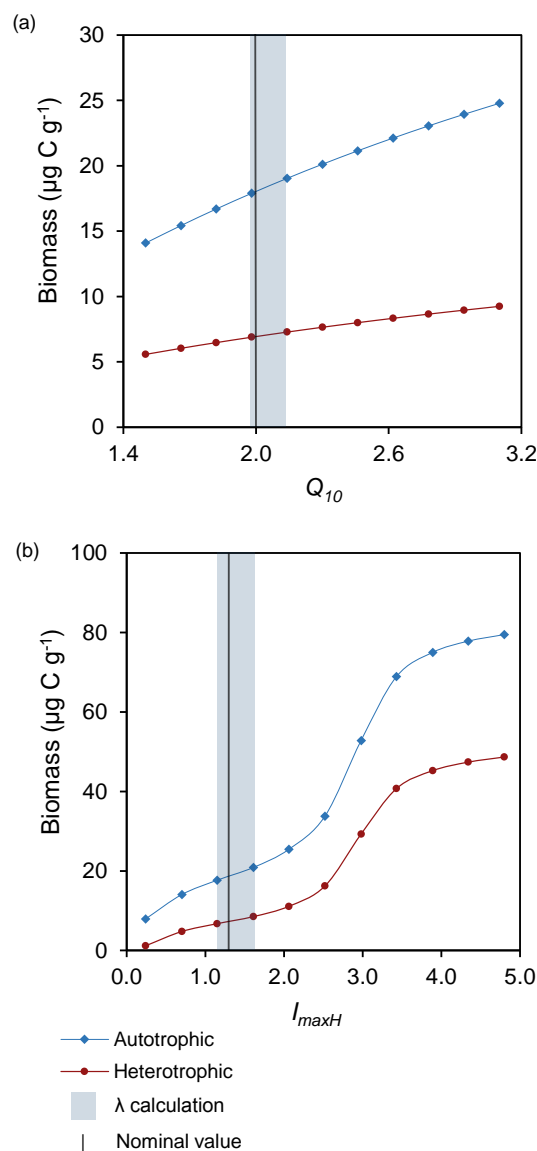 (a)
30
25
20
15
10
5
0
Biomass (µg C g⁻¹)
1.4 2.0 2.6 3.2
Q₁₀
(b)
100
80
60
40
20
0
Biomass (µg C g⁻¹)
0.0 1.0 2.0 3.0 4.0 5.0
I_maxH
Autotrophic
Heterotrophic
λ calculation
Nominal value